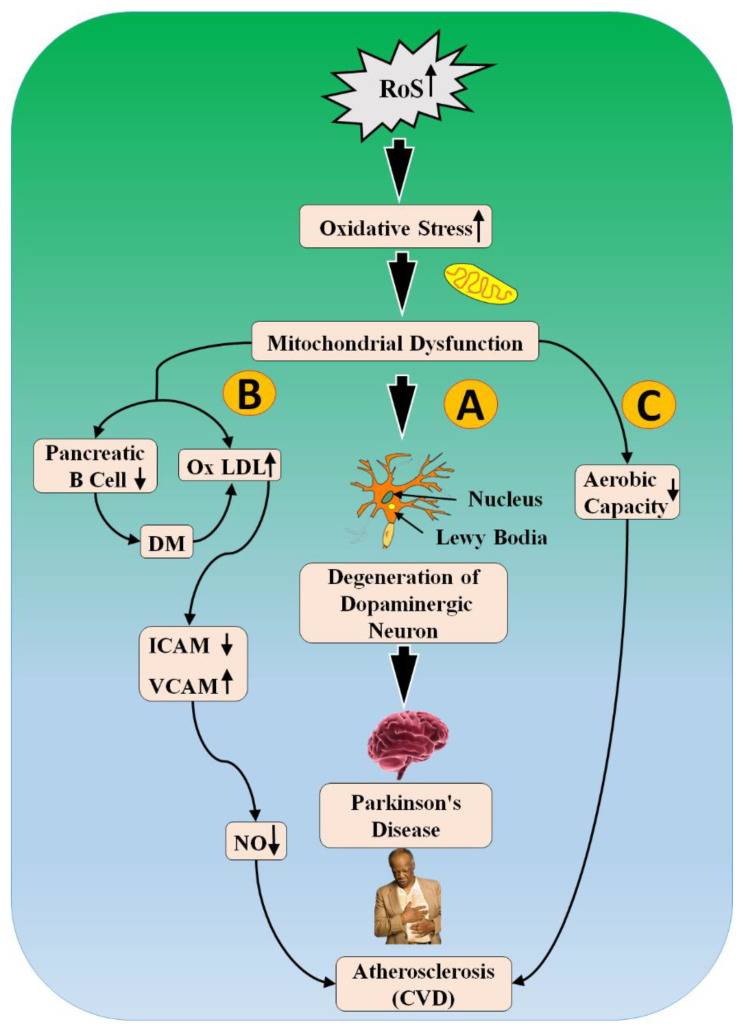 RoS
Oxidative Stress
Mitochondrial Dysfunction
B
A
C
Pancreatic
B Cell
Ox LDL
DM
Nucleus
Lewy Bodia
Aerobic
Capacity
Degeneration of
Dopaminergic
Neuron
ICAM
VCAM
Parkinson's
Disease
NO
Atherosclerosis
(CVD)